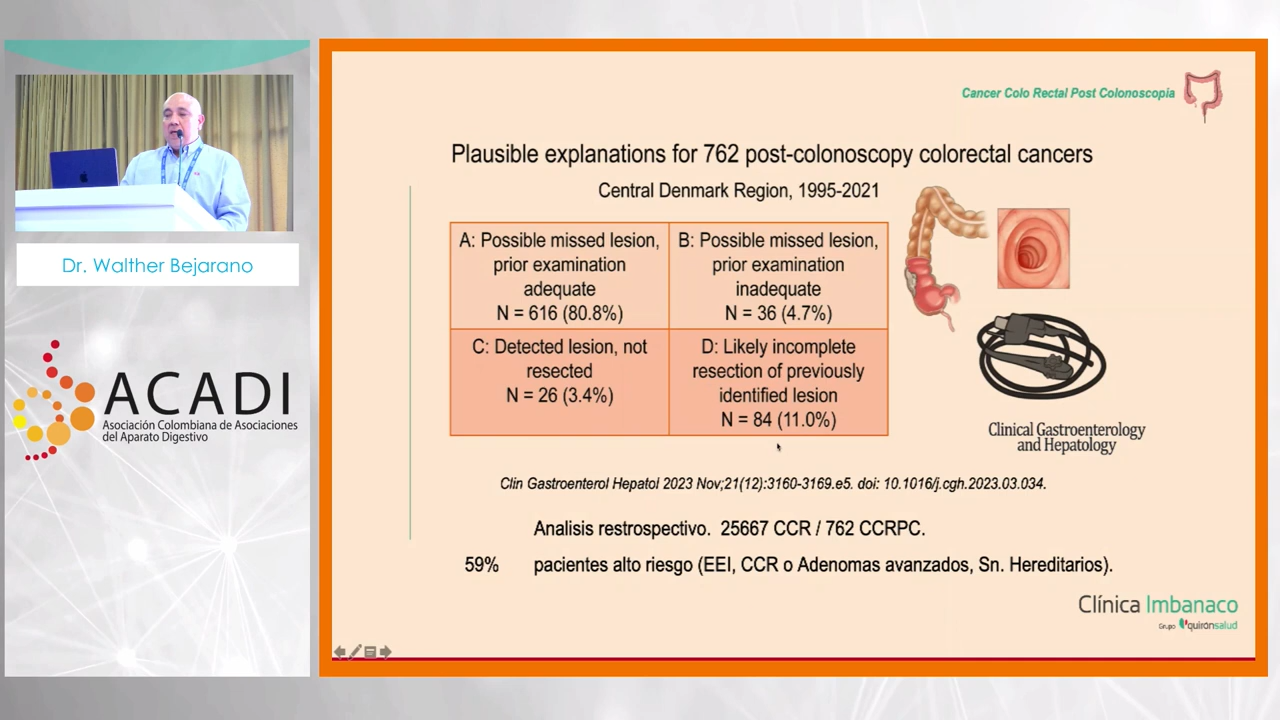 Dr. Walther Bejarano
ACADI
Asociación Colombiana de Asociaciones
del Aparato Digestivo
Cancer Colo Rectal Post Colonoscopía
Plausible explanations for 762 post-colonoscopy colorectal cancers
Central Denmark Region, 1995-2021
A: Possible missed lesion,
prior examination
adequate
N = 616 (80.8%)
B: Possible missed lesion,
prior examination
inadequate
N = 36 (4.7%)
C: Detected lesion, not
resected
N = 26 (3.4%)
D: Likely incomplete
resection of previously
identified lesion
N = 84 (11.0%)
Clinical Gastroenterology
and Hepatology
Clin Gastroenterol Hepatol 2023 Nov;21(12):3160-3169.e5. doi: 10.1016/j.cgh.2023.03.034.
Analisis restrospectivo. 25667 CCR / 762 CCRPC.
59% pacientes alto riesgo (EEI, CCR o Adenomas avanzados, Sn. Hereditarios).
Clínica Imbanaco
Grupo quirónsalud